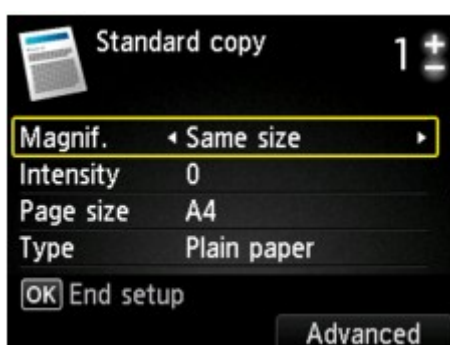 Standard copy 1 + -
Magnif. Same size
Intensity 0
Page size A4
Type Plain paper
OK End setup
Advanced